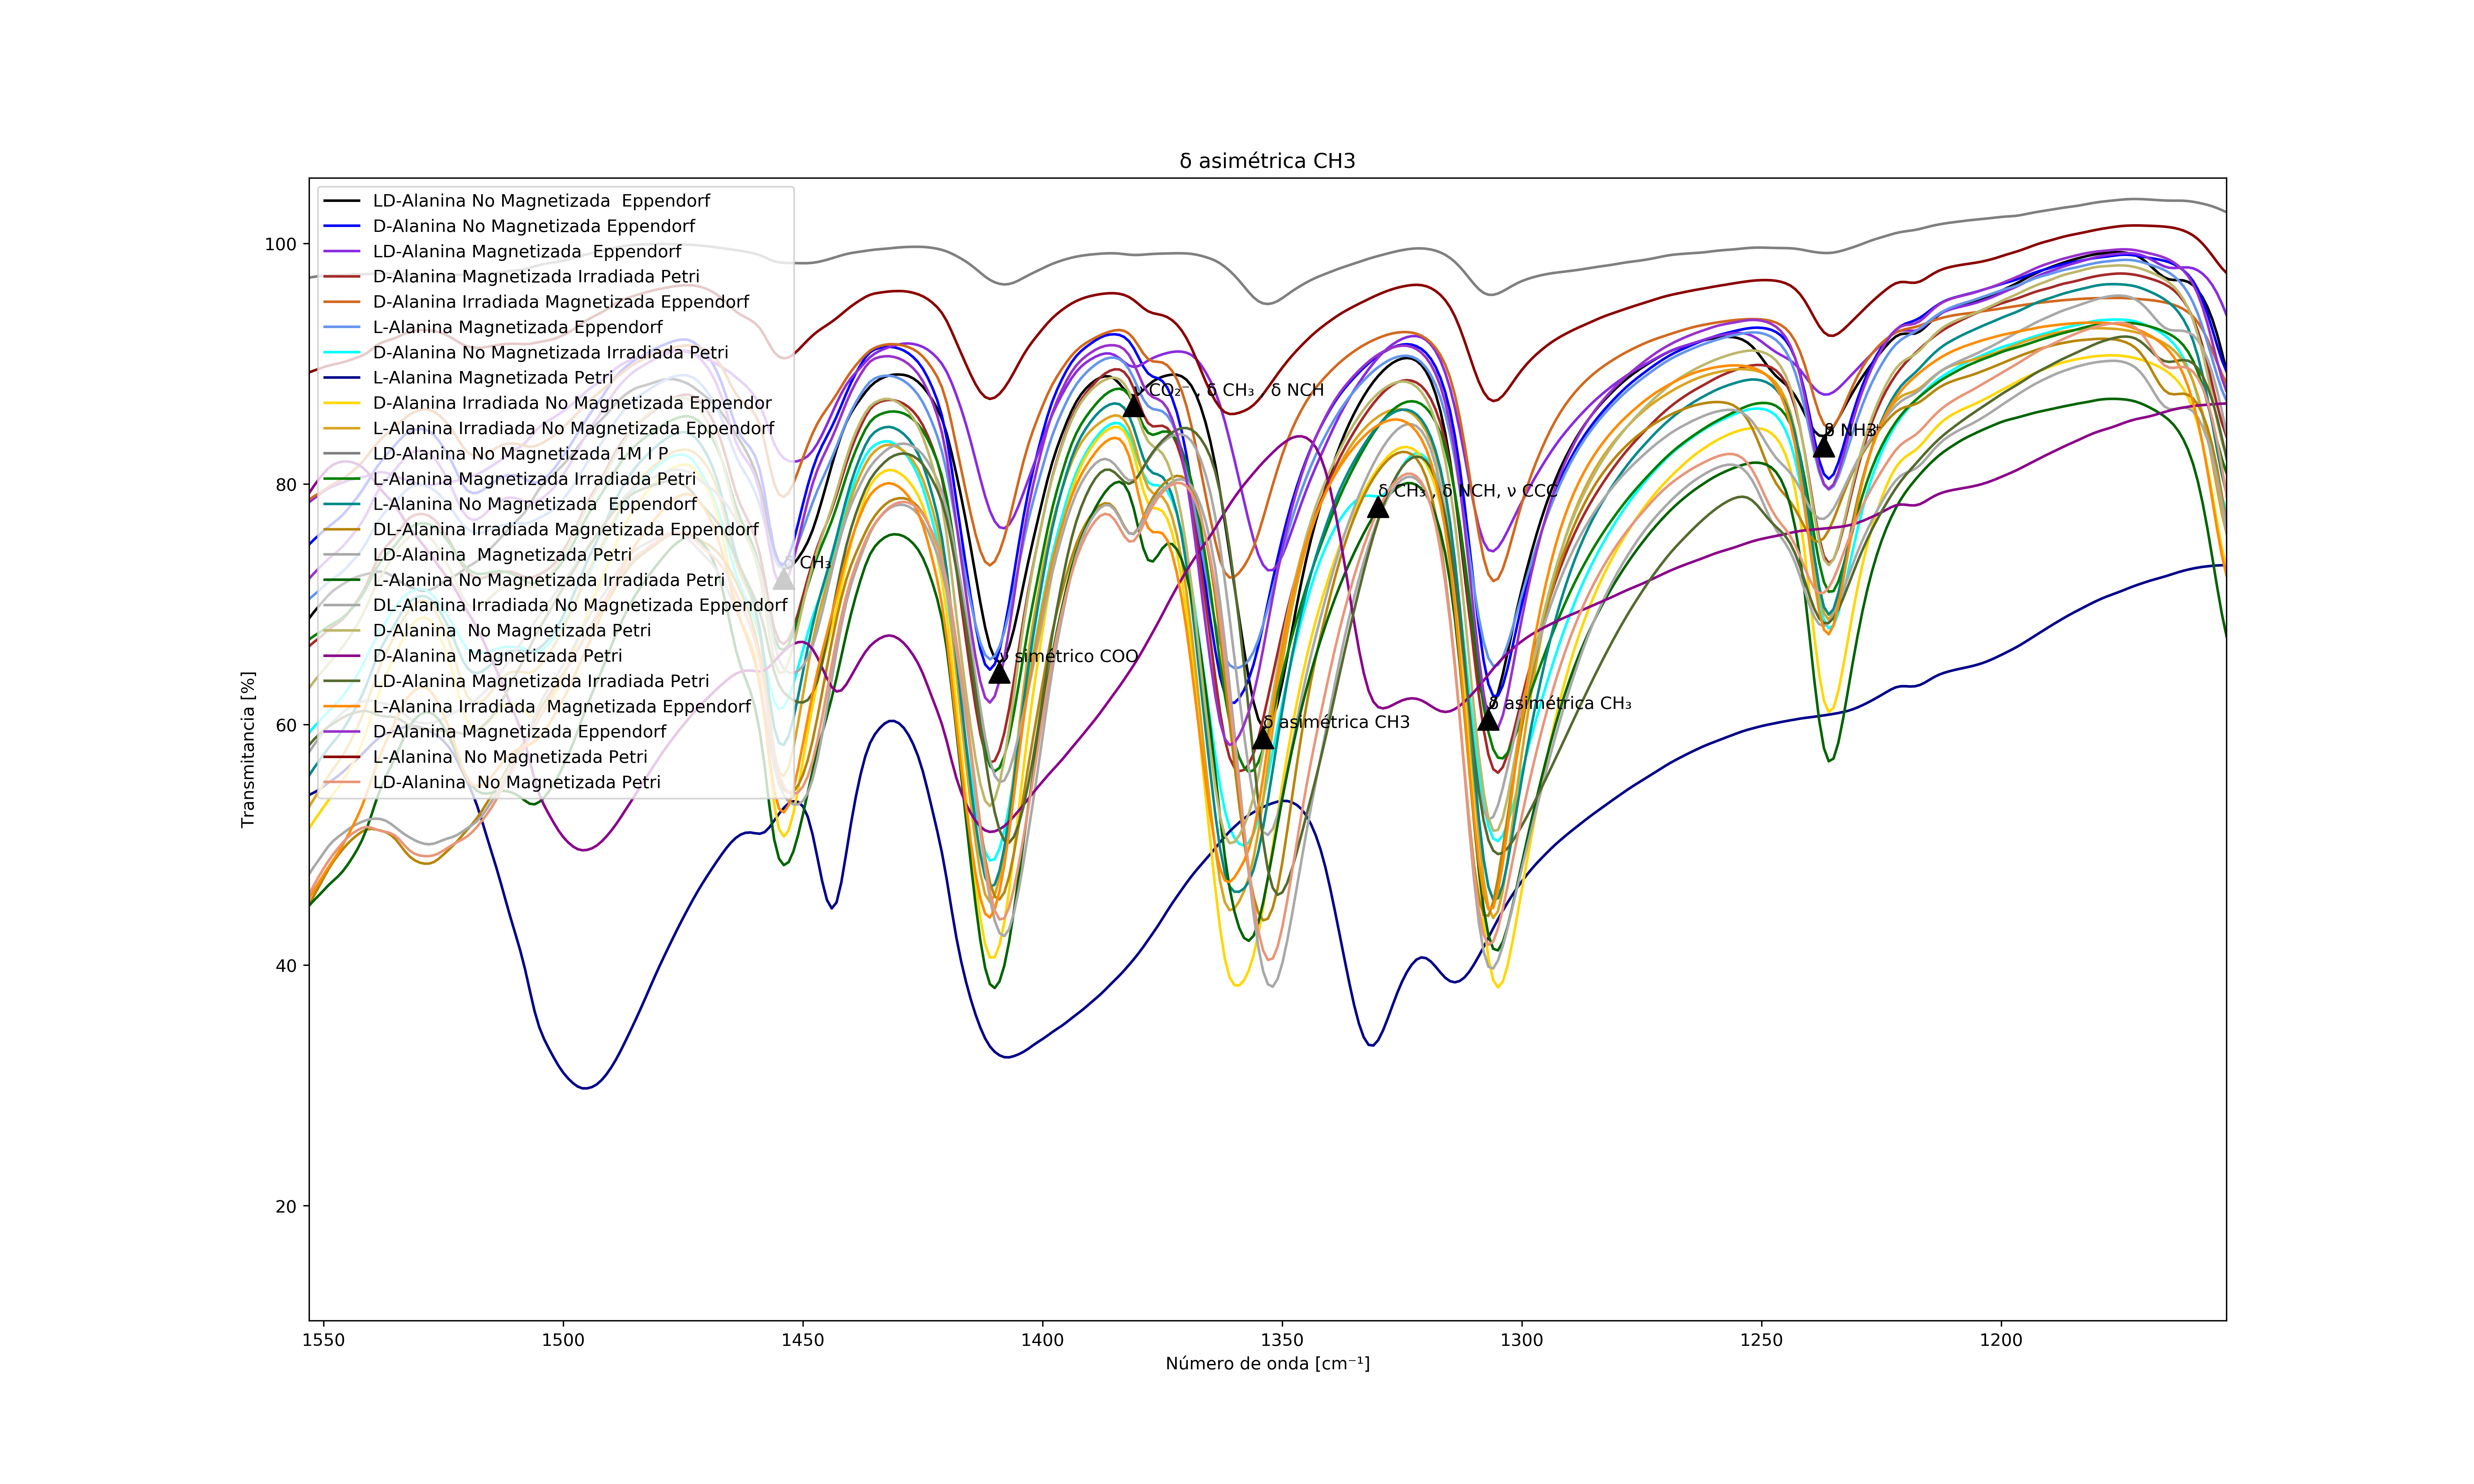 δ asimétrica CH3
LD-Alanina No Magnetizada  Eppendorf
D-Alanina No Magnetizada Eppendorf
LD-Alanina Magnetizada  Eppendorf
D-Alanina Magnetizada Irradiada Petri
D-Alanina Irradiada Magnetizada Eppendorf
L-Alanina Magnetizada Eppendorf
D-Alanina No Magnetizada Irradiada Petri
L-Alanina Magnetizada Petri
D-Alanina Irradiada No Magnetizada Eppendor
L-Alanina Irradiada No Magnetizada Eppendorf
LD-Alanina No Magnetizada 1M I P
L-Alanina Magnetizada Irradiada Petri
L-Alanina No Magnetizada  Eppendorf
DL-Alanina Irradiada Magnetizada Eppendorf
LD-Alanina  Magnetizada Petri
L-Alanina No Magnetizada Irradiada Petri
DL-Alanina Irradiada No Magnetizada Eppendorf
D-Alanina  No Magnetizada Petri
D-Alanina  Magnetizada Petri
LD-Alanina Magnetizada Irradiada Petri
L-Alanina Irradiada  Magnetizada Eppendorf
D-Alanina Magnetizada Eppendorf
L-Alanina  No Magnetizada Petri
LD-Alanina  No Magnetizada Petri
δ CH₃
ν simétrico COO
ν CO₂⁻ , δ CH₃ , δ NCH
δ asimétrica CH3
δ CH₃ , δ NCH, ν CCC
δ asimétrica CH₃
Transmitancia [%]
100
80
60
40
20
1550
1500
1450
1400
1350
1300
1250
1200
Número de onda [cm⁻¹]